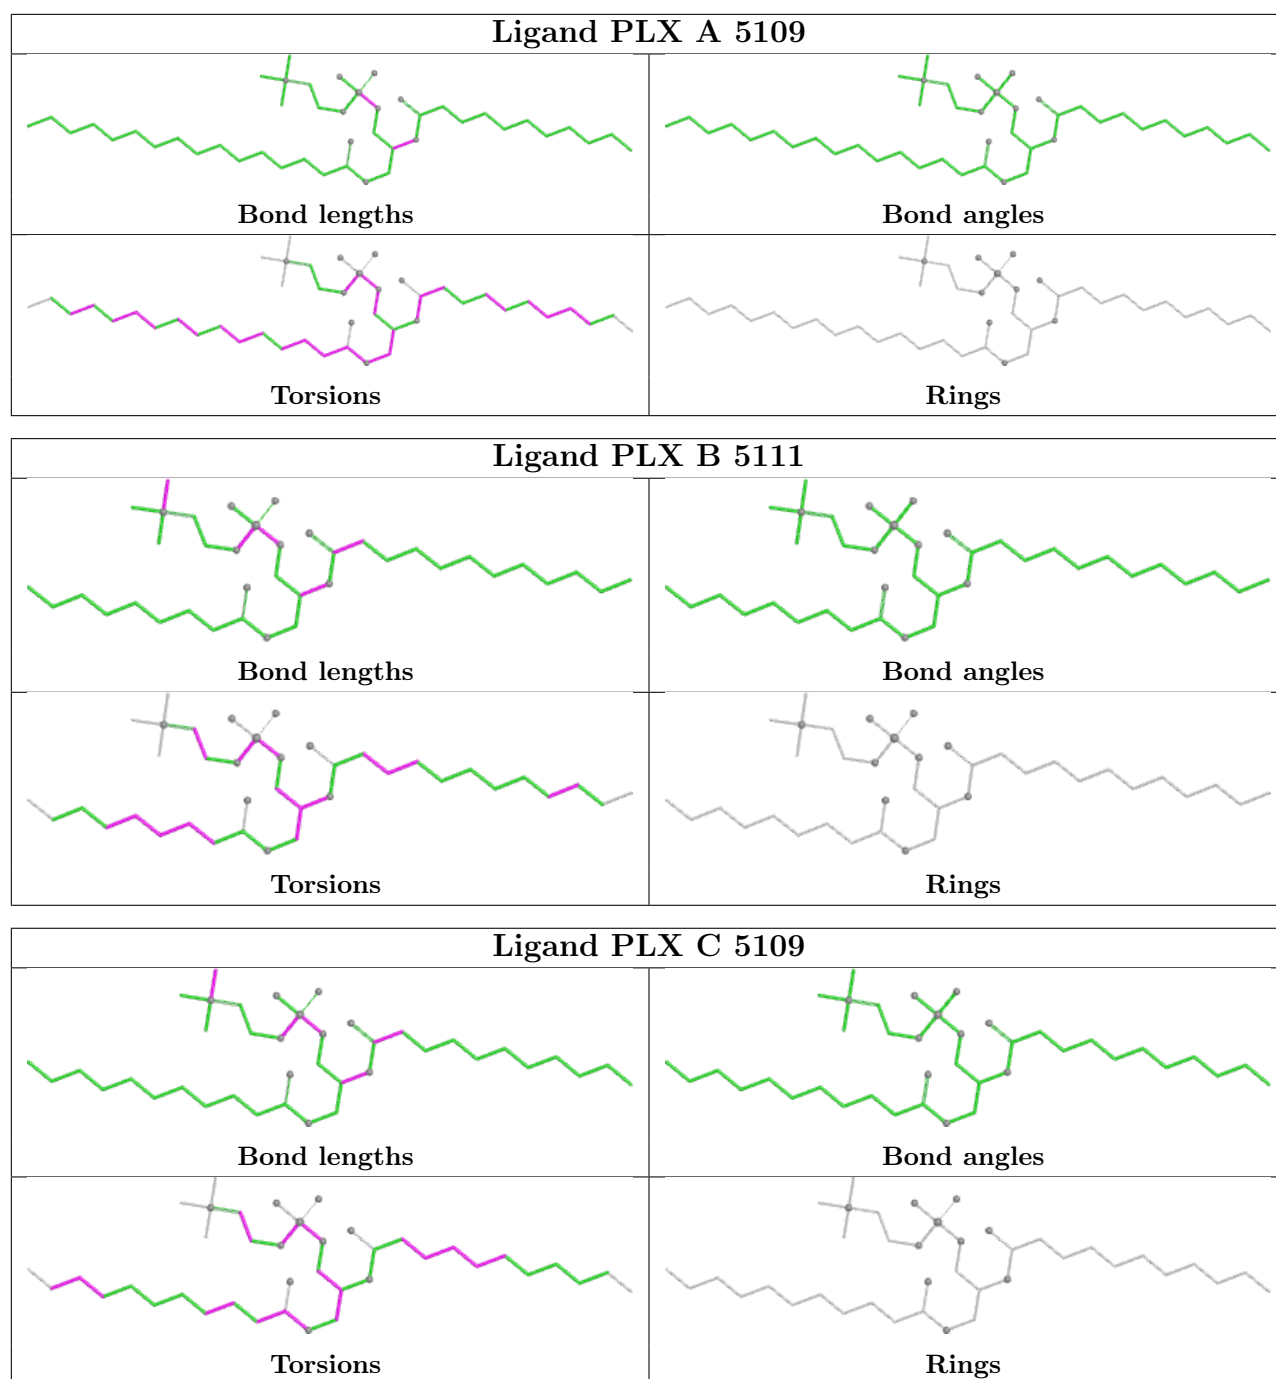 Ligand PLX A 5109
Bond lengths
Bond angles
Torsions
Rings
Ligand PLX B 5111
Bond lengths
Bond angles
Torsions
Rings
Ligand PLX C 5109
Bond lengths
Bond angles
Torsions
Rings